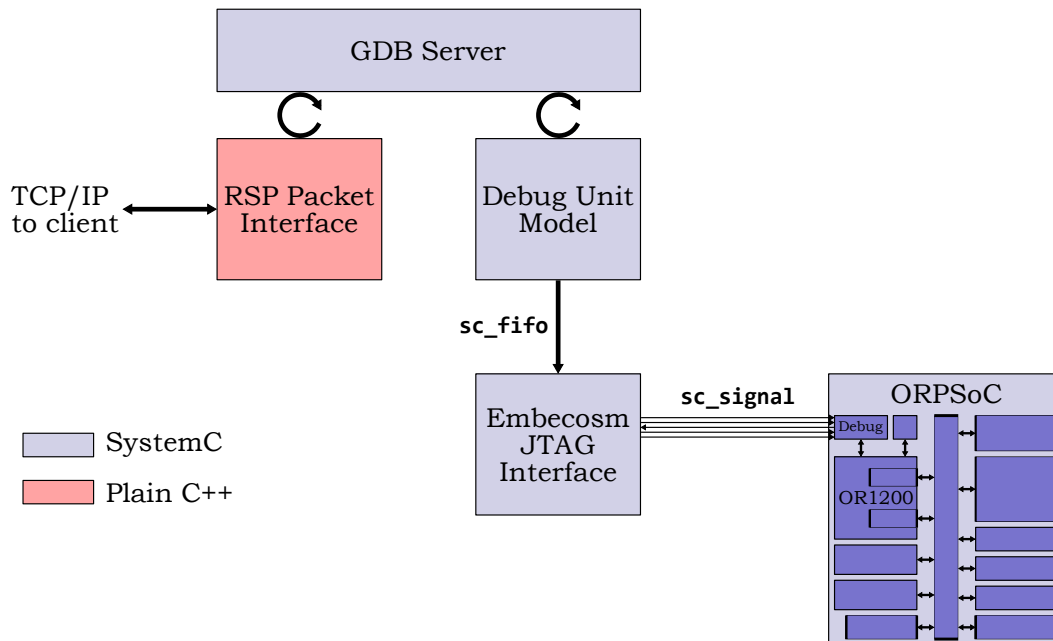 GDB Server
TCP/IP
to client
RSP Packet
Interface
Debug Unit
Model
sc_fifo
Embecosm
JTAG
Interface
sc_signal
ORPSoC
Debug
OR1200
SystemC
Plain C++